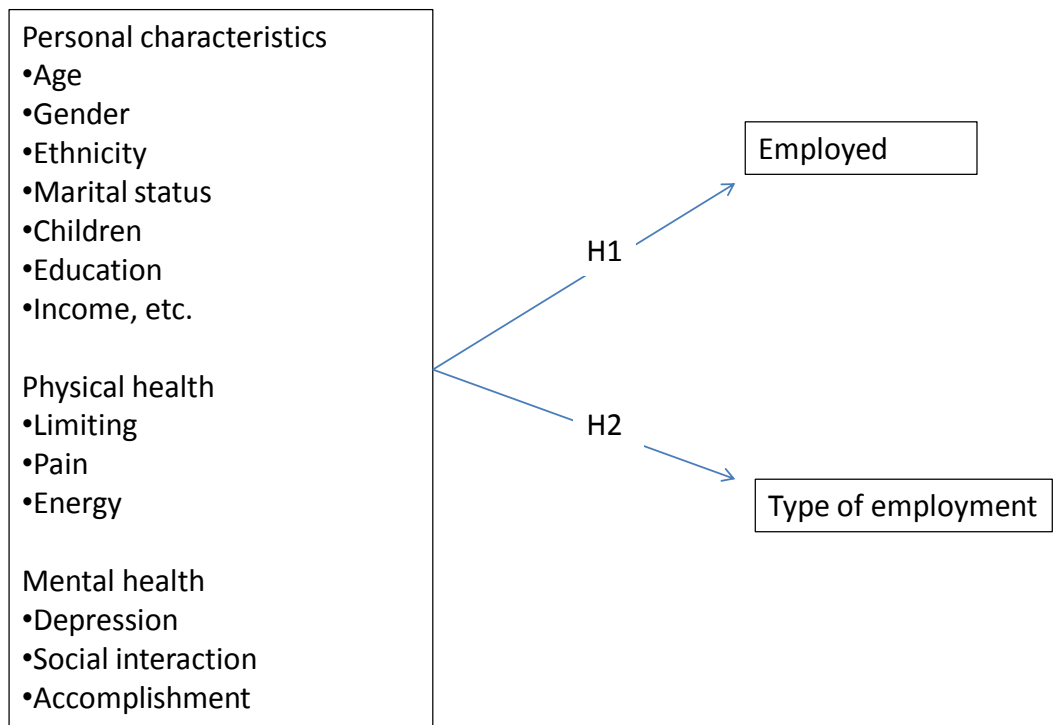 Personal characteristics
•Age
•Gender
•Ethnicity
•Marital status
•Children
•Education
•Income, etc.
Physical health
•Limiting
•Pain
•Energy
Mental health
•Depression
•Social interaction
•Accomplishment
H1
H2
Employed
Type of employment